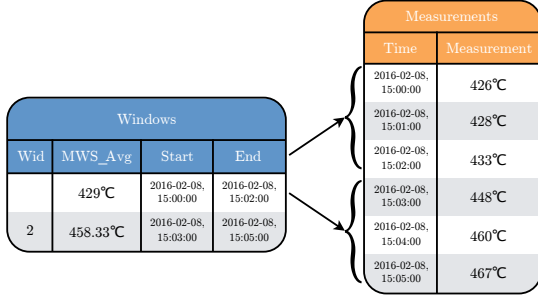 Windows
Wid MWS_Avg Start End
429℃ 2016-02-08, 15:00:00 2016-02-08, 15:02:00
2 458.33℃ 2016-02-08, 15:03:00 2016-02-08, 15:05:00
Measurements
Time Measurement
2016-02-08, 15:00:00 426℃
2016-02-08, 15:01:00 428℃
2016-02-08, 15:02:00 433℃
2016-02-08, 15:03:00 448℃
2016-02-08, 15:04:00 460℃
2016-02-08, 15:05:00 467℃